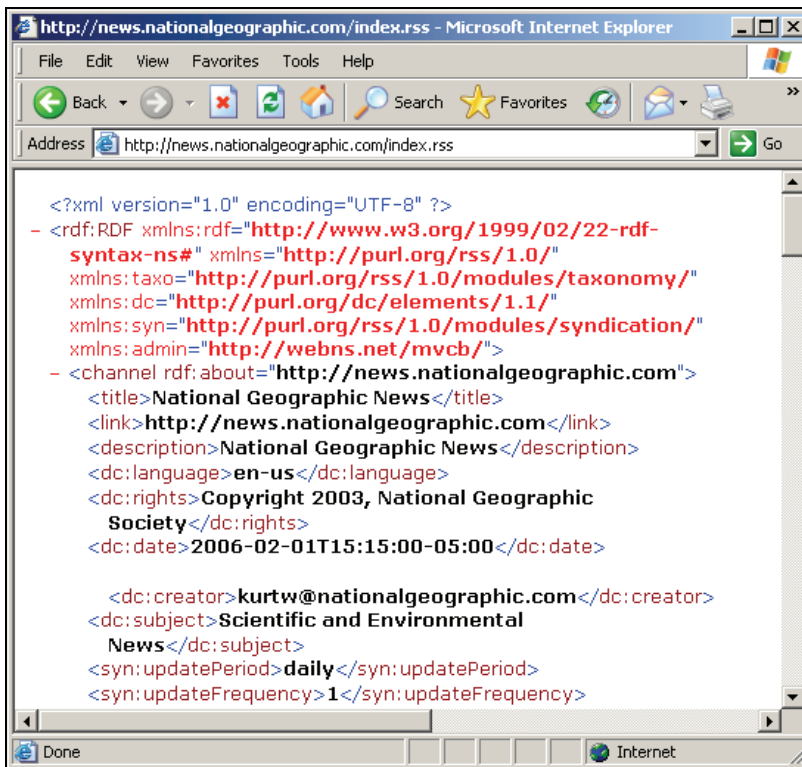 http://news.nationalgeographic.com/index.rss - Microsoft Internet Explorer
File Edit View Favorites Tools Help
Back Search Favorites »
Address http://news.nationalgeographic.com/index.rss Go
<?xml version="1.0" encoding="UTF-8" ?>
- <rdf:RDF xmlns:rdf="http://www.w3.org/1999/02/22-rdf-
syntax-ns#" xmlns="http://purl.org/rss/1.0/"
xmlns:taxo="http://purl.org/rss/1.0/modules/taxonomy/"
xmlns:dc="http://purl.org/dc/elements/1.1/"
xmlns:syn="http://purl.org/rss/1.0/modules/syndication/"
xmlns:admin="http://webns.net/mvcb/">
- <channel rdf:about="http://news.nationalgeographic.com">
<title>National Geographic News</title>
<link>http://news.nationalgeographic.com</link>
<description>National Geographic News</description>
<dc:language>en-us</dc:language>
<dc:rights>Copyright 2003, National Geographic
Society</dc:rights>
<dc:date>2006-02-01T15:15:00-05:00</dc:date>
<dc:creator>kurtw@nationalgeographic.com</dc:creator>
<dc:subject>Scientific and Environmental
News</dc:subject>
<syn:updatePeriod>daily</syn:updatePeriod>
<syn:updateFrequency>1</syn:updateFrequency>
Done Internet